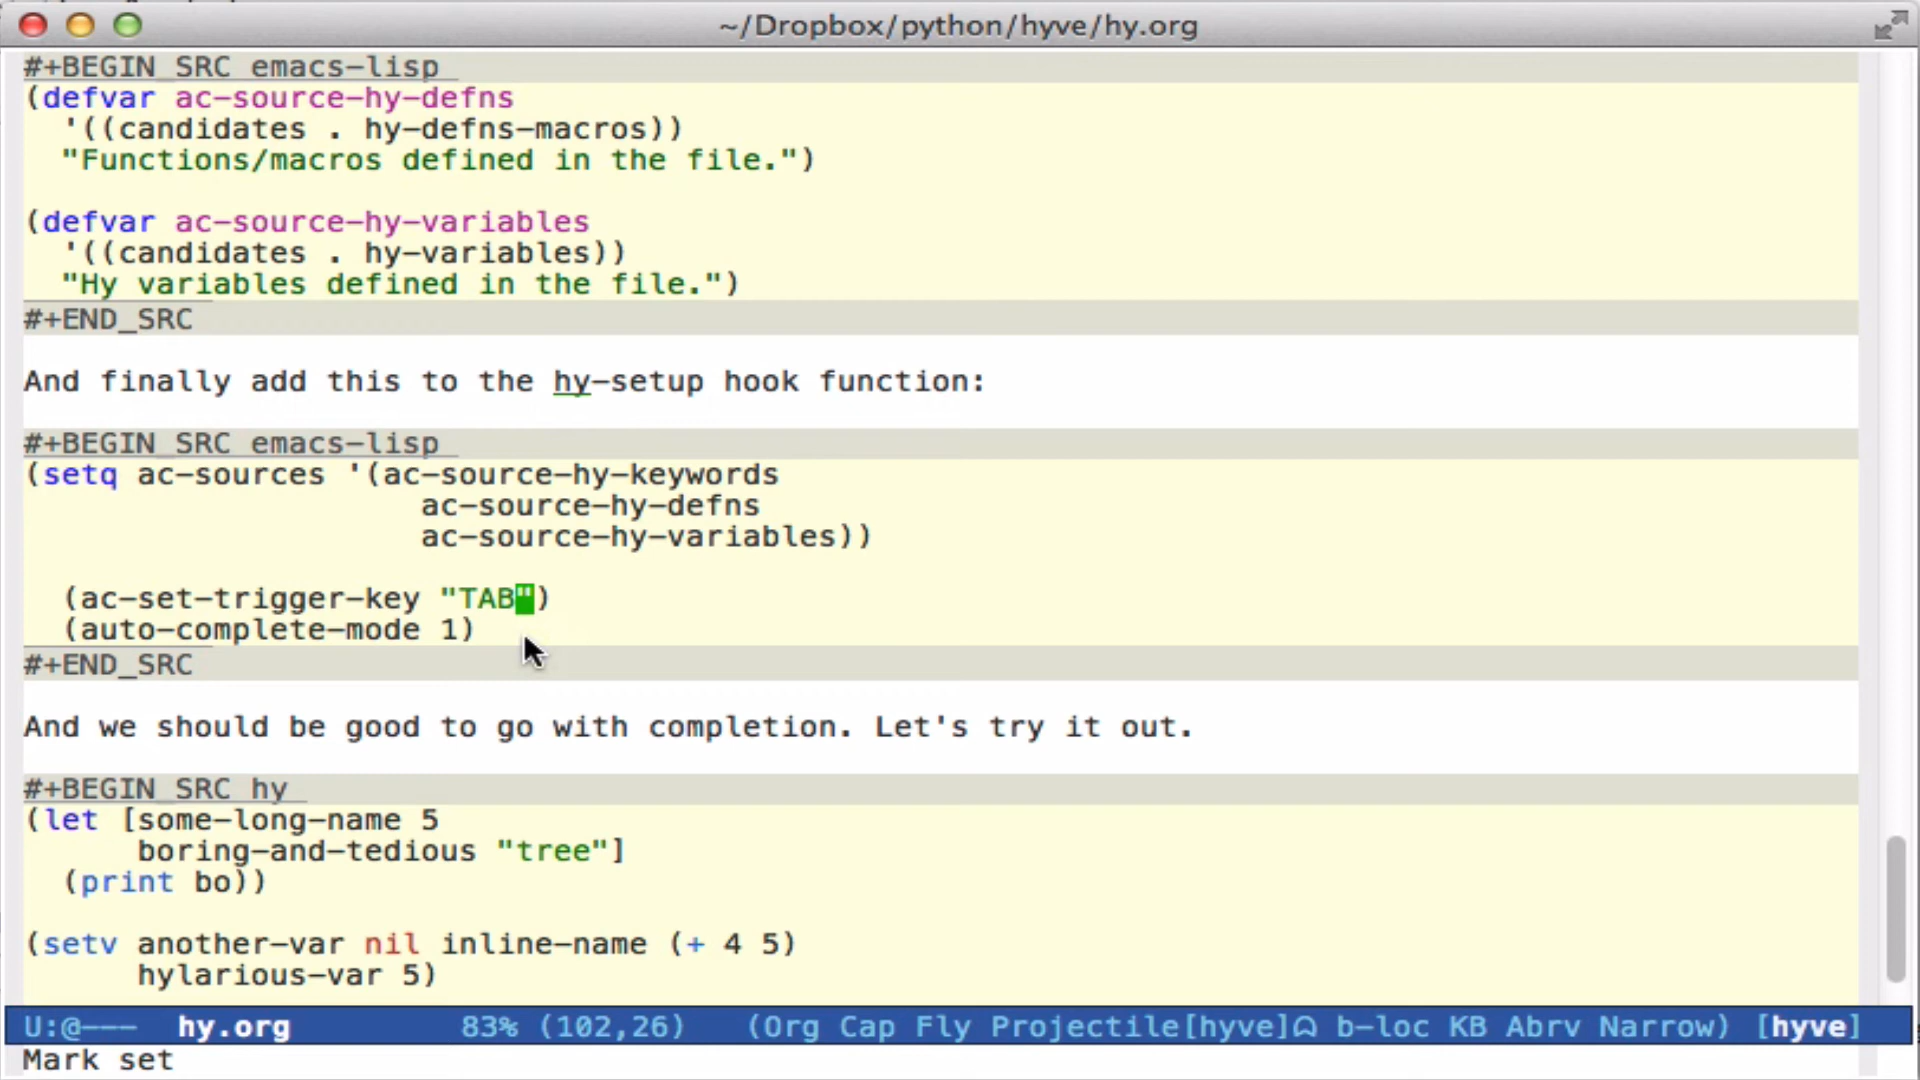 ~/Dropbox/python/hyve/hy.org
#+BEGIN_SRC emacs-lisp
(defvar ac-source-hy-defns
  '((candidates . hy-defns-macros))
  "Functions/macros defined in the file.")
(defvar ac-source-hy-variables
  '((candidates . hy-variables))
  "Hy variables defined in the file.")
#+END_SRC
And finally add this to the hy-setup hook function:
#+BEGIN_SRC emacs-lisp
(setq ac-sources '(ac-source-hy-keywords
                     ac-source-hy-defns
                     ac-source-hy-variables))
  (ac-set-trigger-key "TAB")
  (auto-complete-mode 1)
#+END_SRC
And we should be good to go with completion. Let's try it out.
#+BEGIN_SRC hy
(let [some-long-name 5
      boring-and-tedious "tree"]
  (print bo))
(setv another-var nil inline-name (+ 4 5)
      hylarious-var 5)
U:@--- hy.org 83% (102,26) (Org Cap Fly Projectile[hyve]ᗣ b-loc KB Abrv Narrow) [hyve]
Mark set